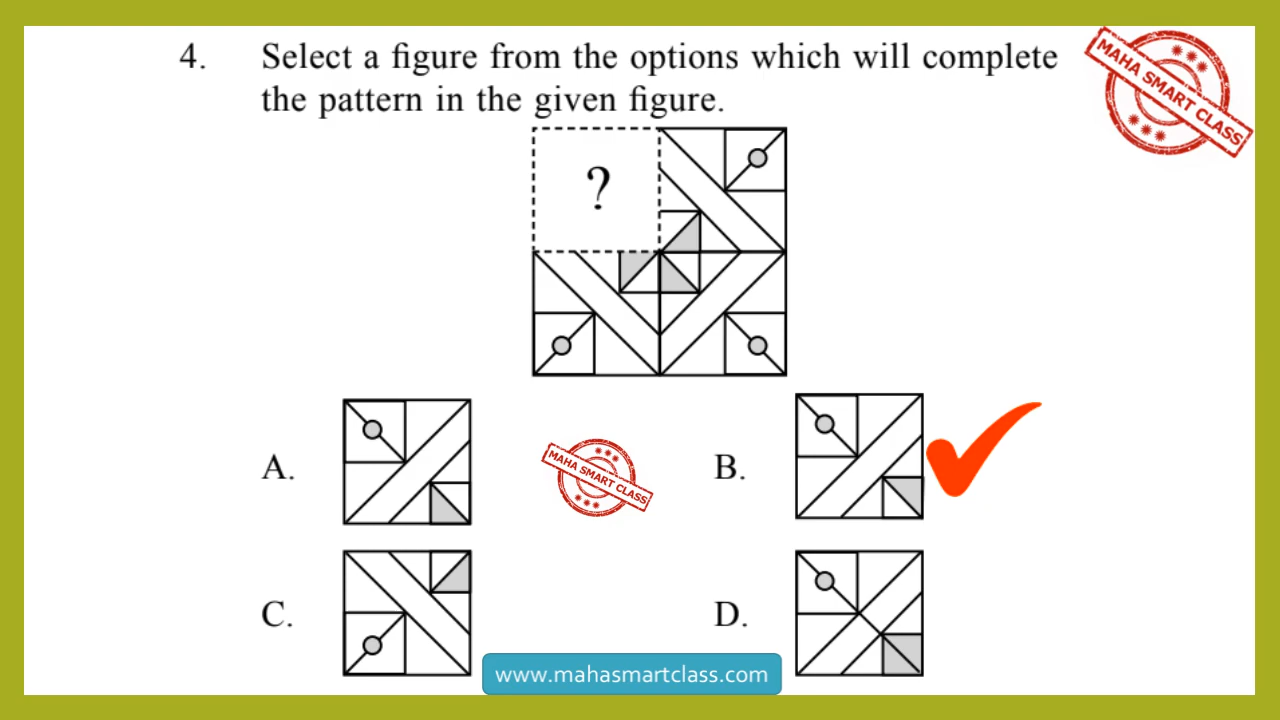 4. Select a figure from the options which will complete
the pattern in the given figure.
MAHA SMART CLASS
?
A.
MAHA SMART CLASS
B.
C.
D.
www.mahasmartclass.com